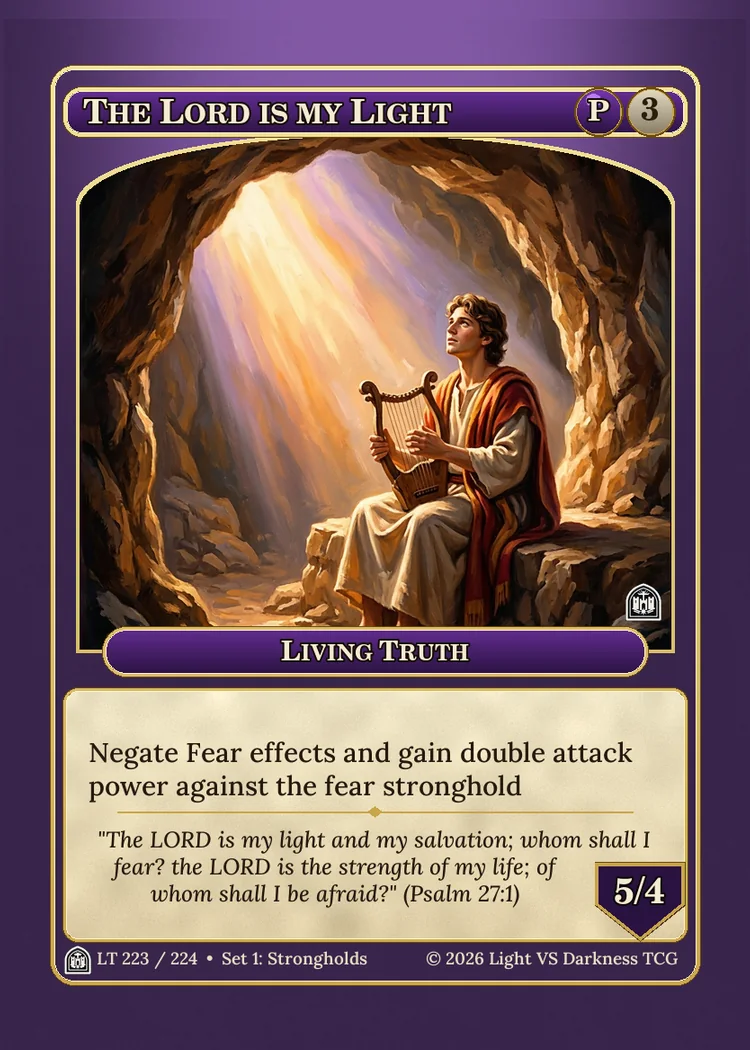 The Lord is my Light
P 3
Living Truth
Negate Fear effects and gain double attack
power against the fear stronghold
"The LORD is my light and my salvation; whom shall I
fear? the LORD is the strength of my life; of
whom shall I be afraid?" (Psalm 27:1)
5/4
LT 223 / 224 • Set 1: Strongholds © 2026 Light VS Darkness TCG